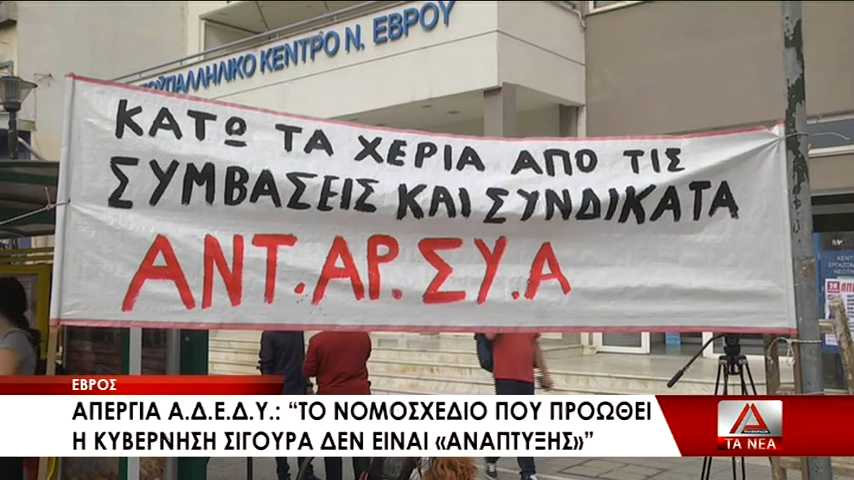 ΚΕΝΤΡΟ Ν. ΕΒΡΟΥ
ΚΑΤΩ ΤΑ ΧΕΡΙΑ ΑΠΟ ΤΙΣ
ΣΥΜΒΑΣΕΙΣ ΚΑΙ ΣΥΝΔΙΚΑΤΑ
ΑΝΤ.ΑΡ.ΣΥ.Α
ΕΒΡΟΣ
ΑΠΕΡΓΙΑ Α.Δ.Ε.Δ.Υ.: “ΤΟ ΝΟΜΟΣΧΕΔΙΟ ΠΟΥ ΠΡΟΩΘΕΙ
Η ΚΥΒΕΡΝΗΣΗ ΣΙΓΟΥΡΑ ΔΕΝ ΕΙΝΑΙ «ΑΝΑΠΤΥΞΗΣ»”
ΤΑ ΝΕΑ